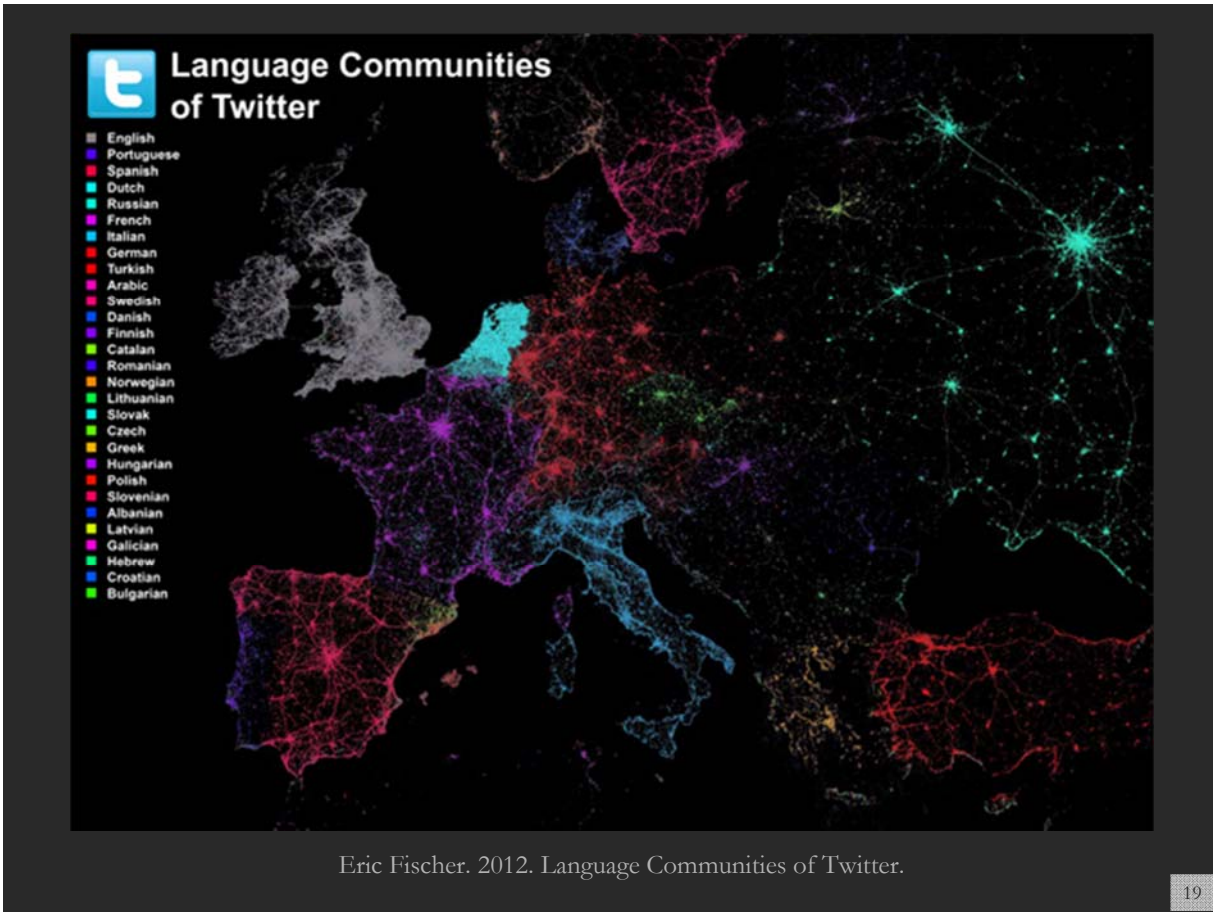 Language Communities
of Twitter
English
Portuguese
Spanish
Dutch
Russian
French
Italian
German
Turkish
Arabic
Swedish
Danish
Finnish
Catalan
Romanian
Norwegian
Lithuanian
Slovak
Czech
Greek
Hungarian
Polish
Slovenian
Albanian
Latvian
Galician
Hebrew
Croatian
Bulgarian
Eric Fischer. 2012. Language Communities of Twitter.
19